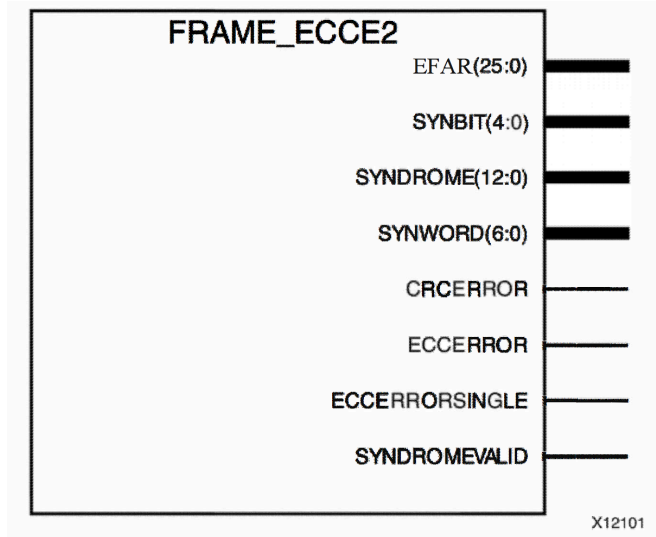 FRAME_ECCE2
EFAR(25:0)
SYNBIT(4:0)
SYNDROME(12:0)
SYNWORD(6:0)
CRCERROR
ECCERROR
ECCERRORSINGLE
SYNDROMEVALID
X12101